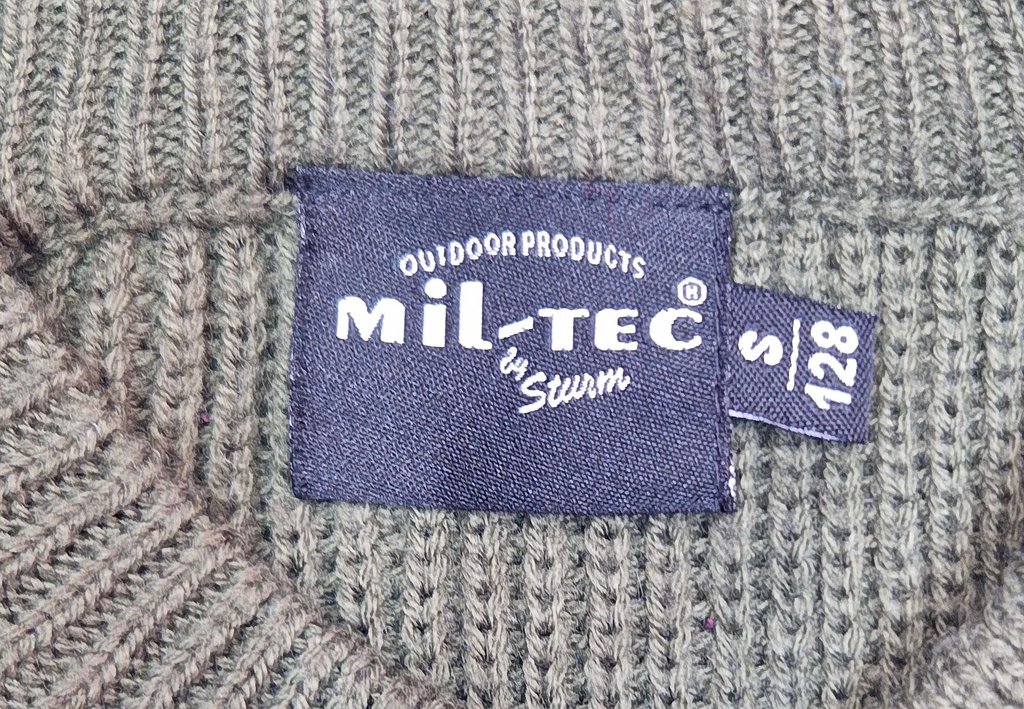 OUTDOOR PRODUCTS
Mil-TEC®
by Sturm
S
128